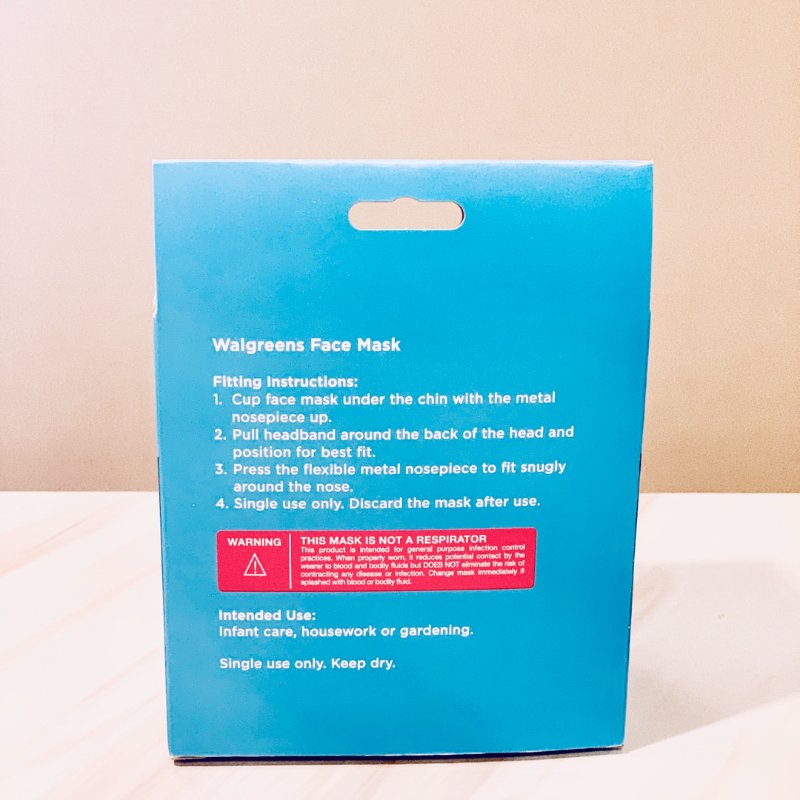 Walgreens Face Mask
Fitting Instructions:
1. Cup face mask under the chin with the metal
nosepiece up.
2. Pull headband around the back of the head and
position for best fit.
3. Press the flexible metal nosepiece to fit snugly
around the nose.
4. Single use only. Discard the mask after use.
WARNING
THIS MASK IS NOT A RESPIRATOR
This product is intended for general purpose infection control
practices. When properly worn, it reduces potential contact by the
wearer to blood and bodily fluids but DOES NOT eliminate the risk of
contracting any disease or infection. Change mask immediately if
splashed with blood or bodily fluid.
Intended Use:
Infant care, housework or gardening.
Single use only. Keep dry.